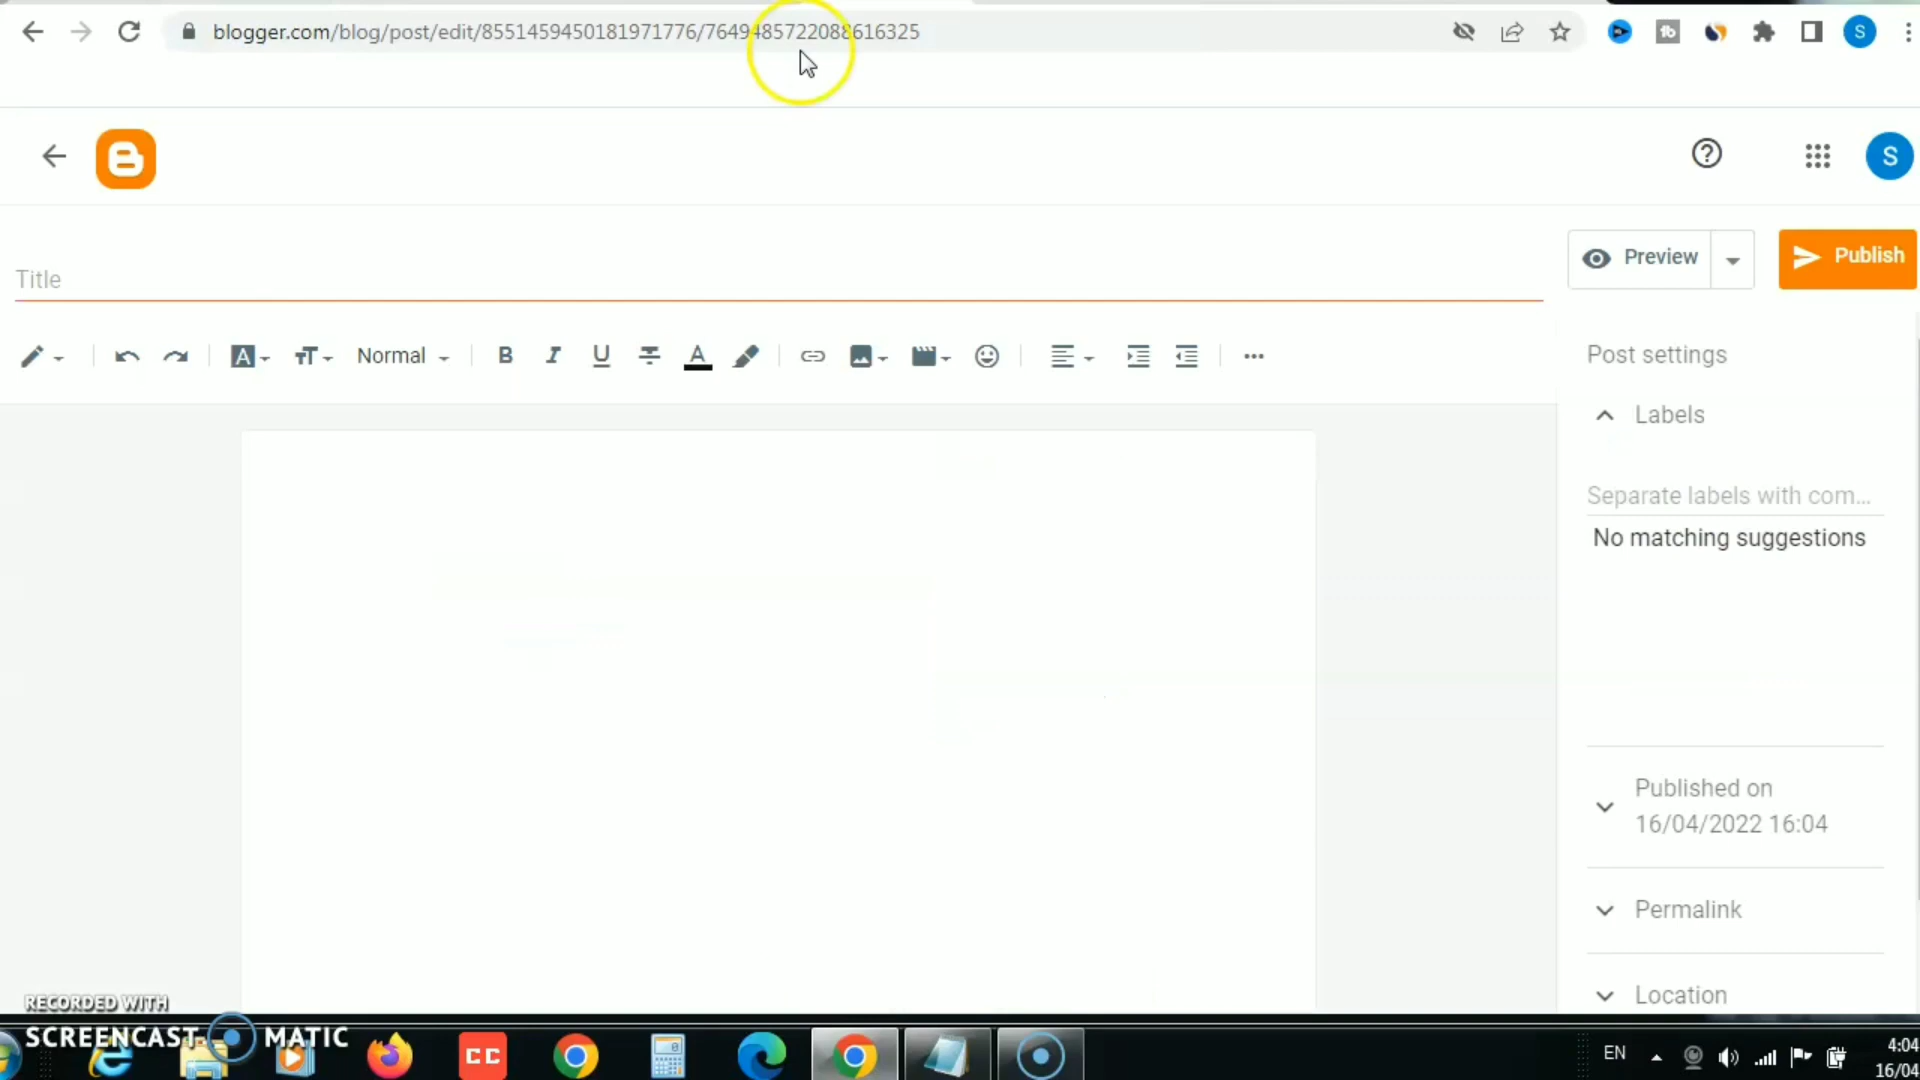 blogger.com/blog/post/edit/8551459450181971776/7649485722088616325
tb
S
S
Title
Preview
Publish
A
Normal
B
I
U
A
Post settings
Labels
Separate labels with com...
No matching suggestions
Published on
16/04/2022 16:04
Permalink
Location
RECORDED WITH
SCREENCAST MATIC
CC
EN
4:04
16/04